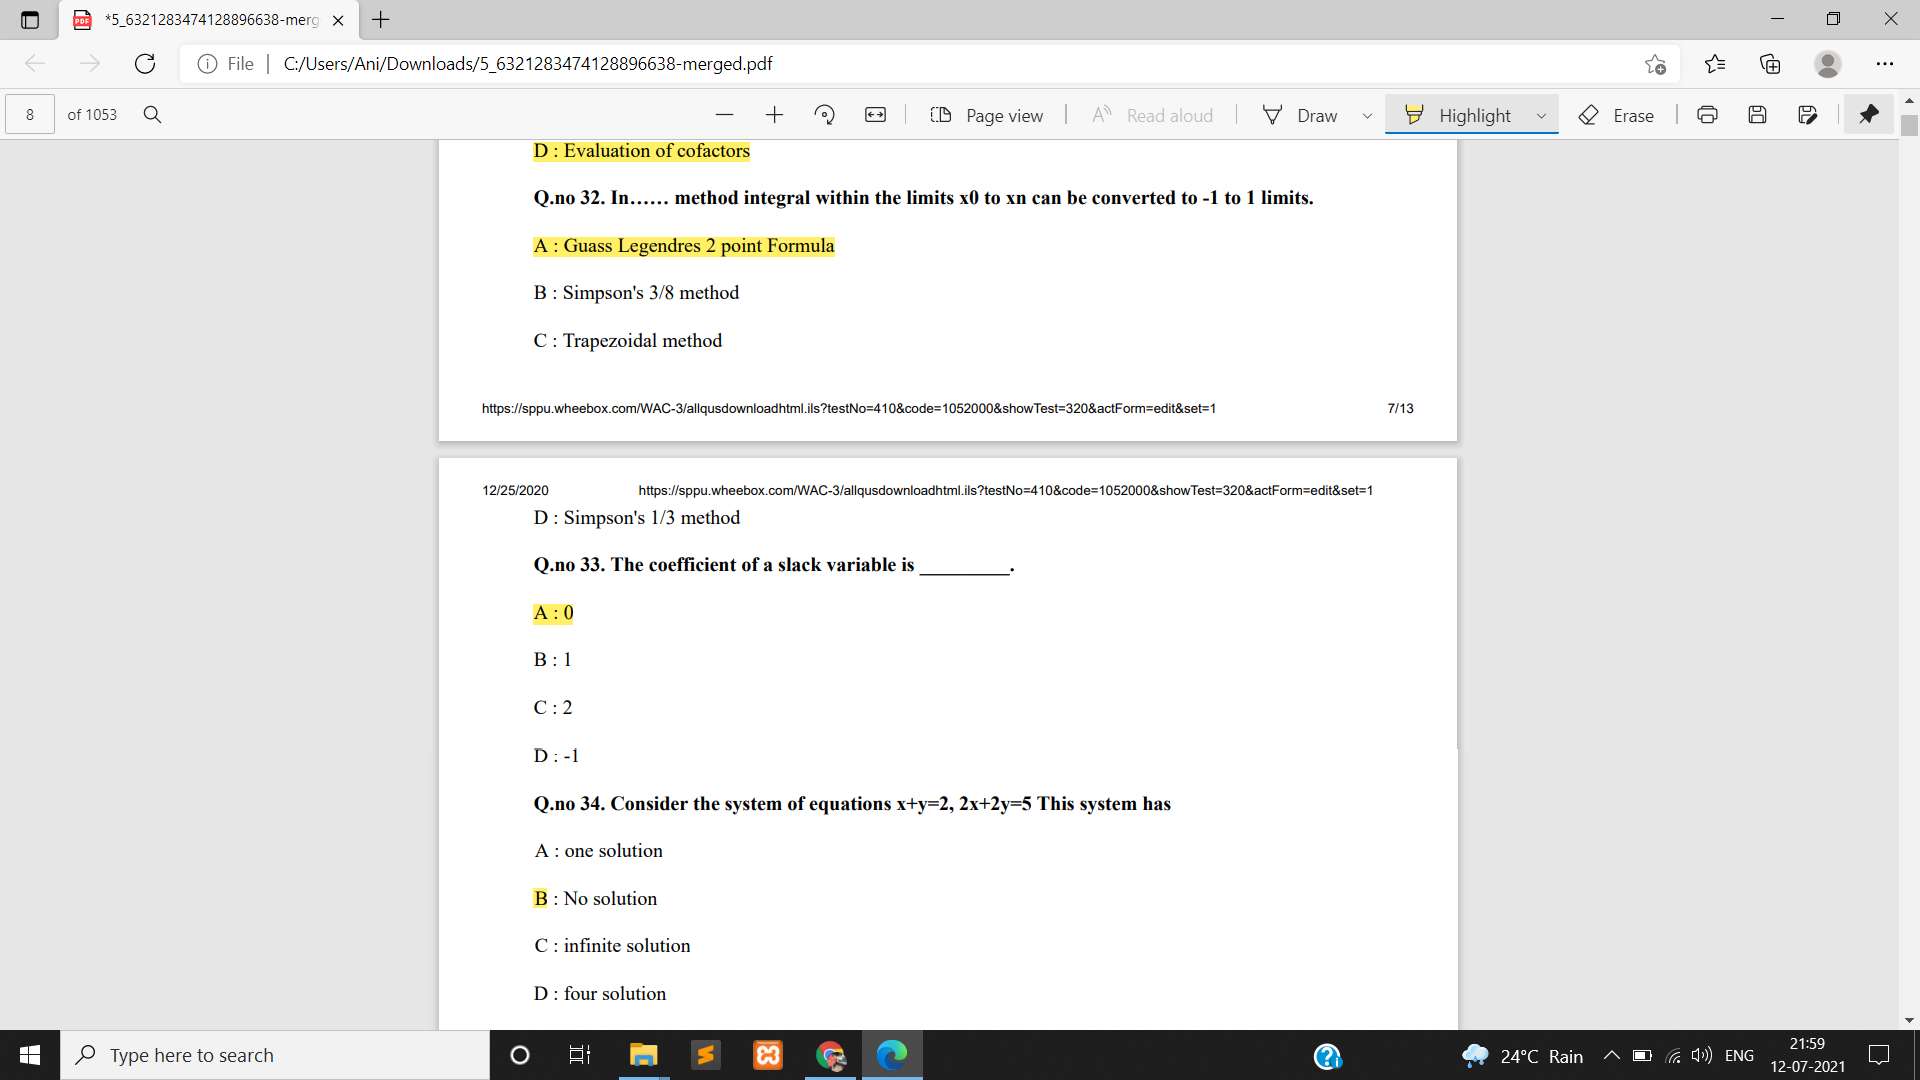 *5_6321283474128896638-merg
File
C:/Users/Ani/Downloads/5_6321283474128896638-merged.pdf
8 of 1053
Page view
Read aloud
Draw
Highlight
Erase
D : Evaluation of cofactors
Q.no 32. In…… method integral within the limits x0 to xn can be converted to -1 to 1 limits.
A : Guass Legendres 2 point Formula
B : Simpson's 3/8 method
C : Trapezoidal method
https://sppu.wheebox.com/WAC-3/allqusdownloadhtml.ils?testNo=410&code=1052000&showTest=320&actForm=edit&set=1 7/13
12/25/2020 https://sppu.wheebox.com/WAC-3/allqusdownloadhtml.ils?testNo=410&code=1052000&showTest=320&actForm=edit&set=1
D : Simpson's 1/3 method
Q.no 33. The coefficient of a slack variable is _________.
A : 0
B : 1
C : 2
D : -1
Q.no 34. Consider the system of equations x+y=2, 2x+2y=5 This system has
A : one solution
B : No solution
C : infinite solution
D : four solution
Type here to search
24°C Rain
ENG
21:59
12-07-2021